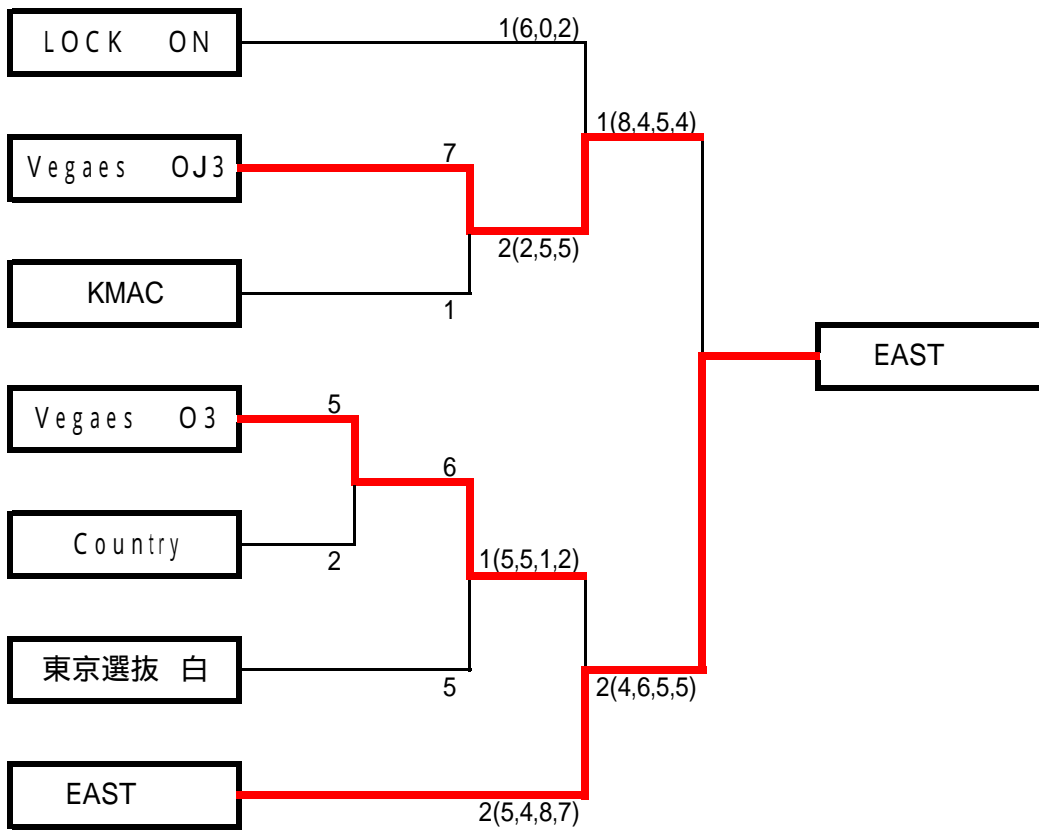 LOCK ON
1(6,0,2)
1(8,4,5,4)
Vegaes OJ3
7
2(2,5,5)
KMAC
1
EAST
Vegaes O3
5
6
Country
2
1(5,5,1,2)
東京選抜 白
5
2(4,6,5,5)
EAST
2(5,4,8,7)